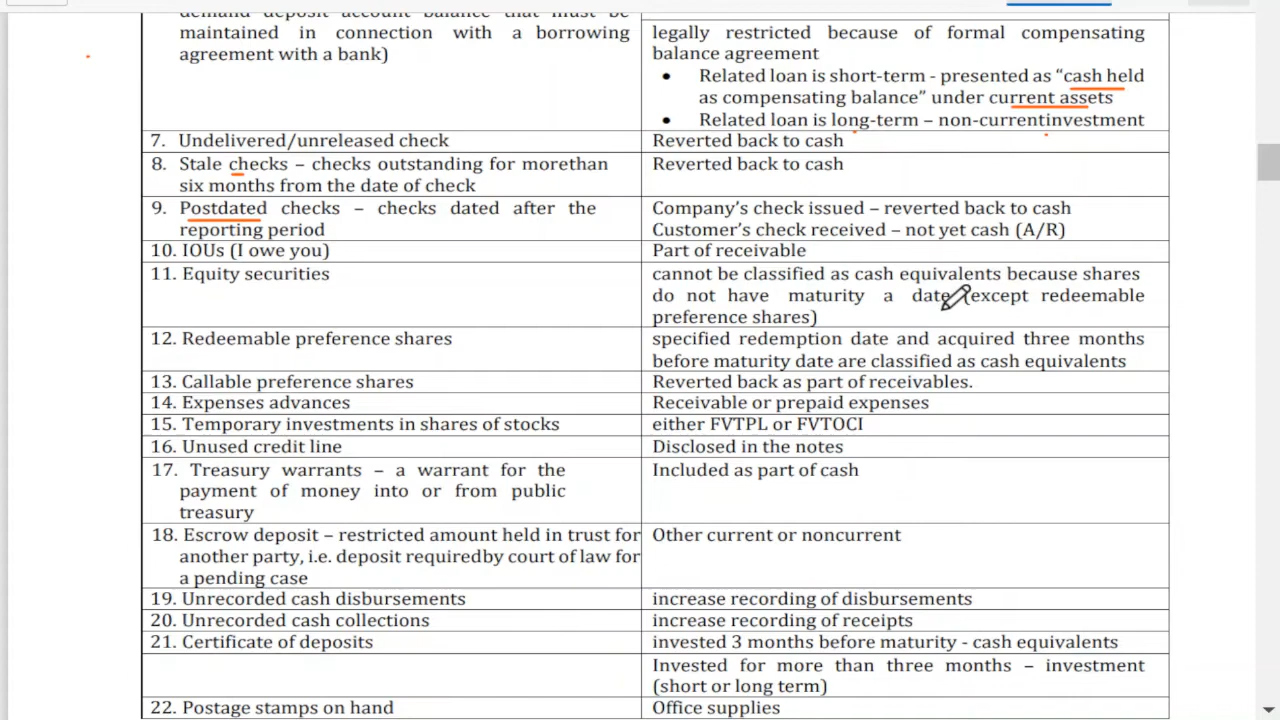 demand deposit account balance that must be
maintained in connection with a borrowing
agreement with a bank)
legally restricted because of formal compensating
balance agreement
• Related loan is short-term - presented as “cash held
as compensating balance” under current assets
• Related loan is long-term – non-currentinvestment
7. Undelivered/unreleased check
Reverted back to cash
8. Stale checks – checks outstanding for morethan
six months from the date of check
Reverted back to cash
9. Postdated checks – checks dated after the
reporting period
Company’s check issued – reverted back to cash
Customer’s check received – not yet cash (A/R)
10. IOUs (I owe you)
Part of receivable
11. Equity securities
cannot be classified as cash equivalents because shares
do not have maturity a date (except redeemable
preference shares)
12. Redeemable preference shares
specified redemption date and acquired three months
before maturity date are classified as cash equivalents
13. Callable preference shares
Reverted back as part of receivables.
14. Expenses advances
Receivable or prepaid expenses
15. Temporary investments in shares of stocks
either FVTPL or FVTOCI
16. Unused credit line
Disclosed in the notes
17. Treasury warrants – a warrant for the
payment of money into or from public
treasury
Included as part of cash
18. Escrow deposit – restricted amount held in trust for
another party, i.e. deposit requiredby court of law for
a pending case
Other current or noncurrent
19. Unrecorded cash disbursements
increase recording of disbursements
20. Unrecorded cash collections
increase recording of receipts
21. Certificate of deposits
invested 3 months before maturity - cash equivalents
Invested for more than three months – investment
(short or long term)
22. Postage stamps on hand
Office supplies